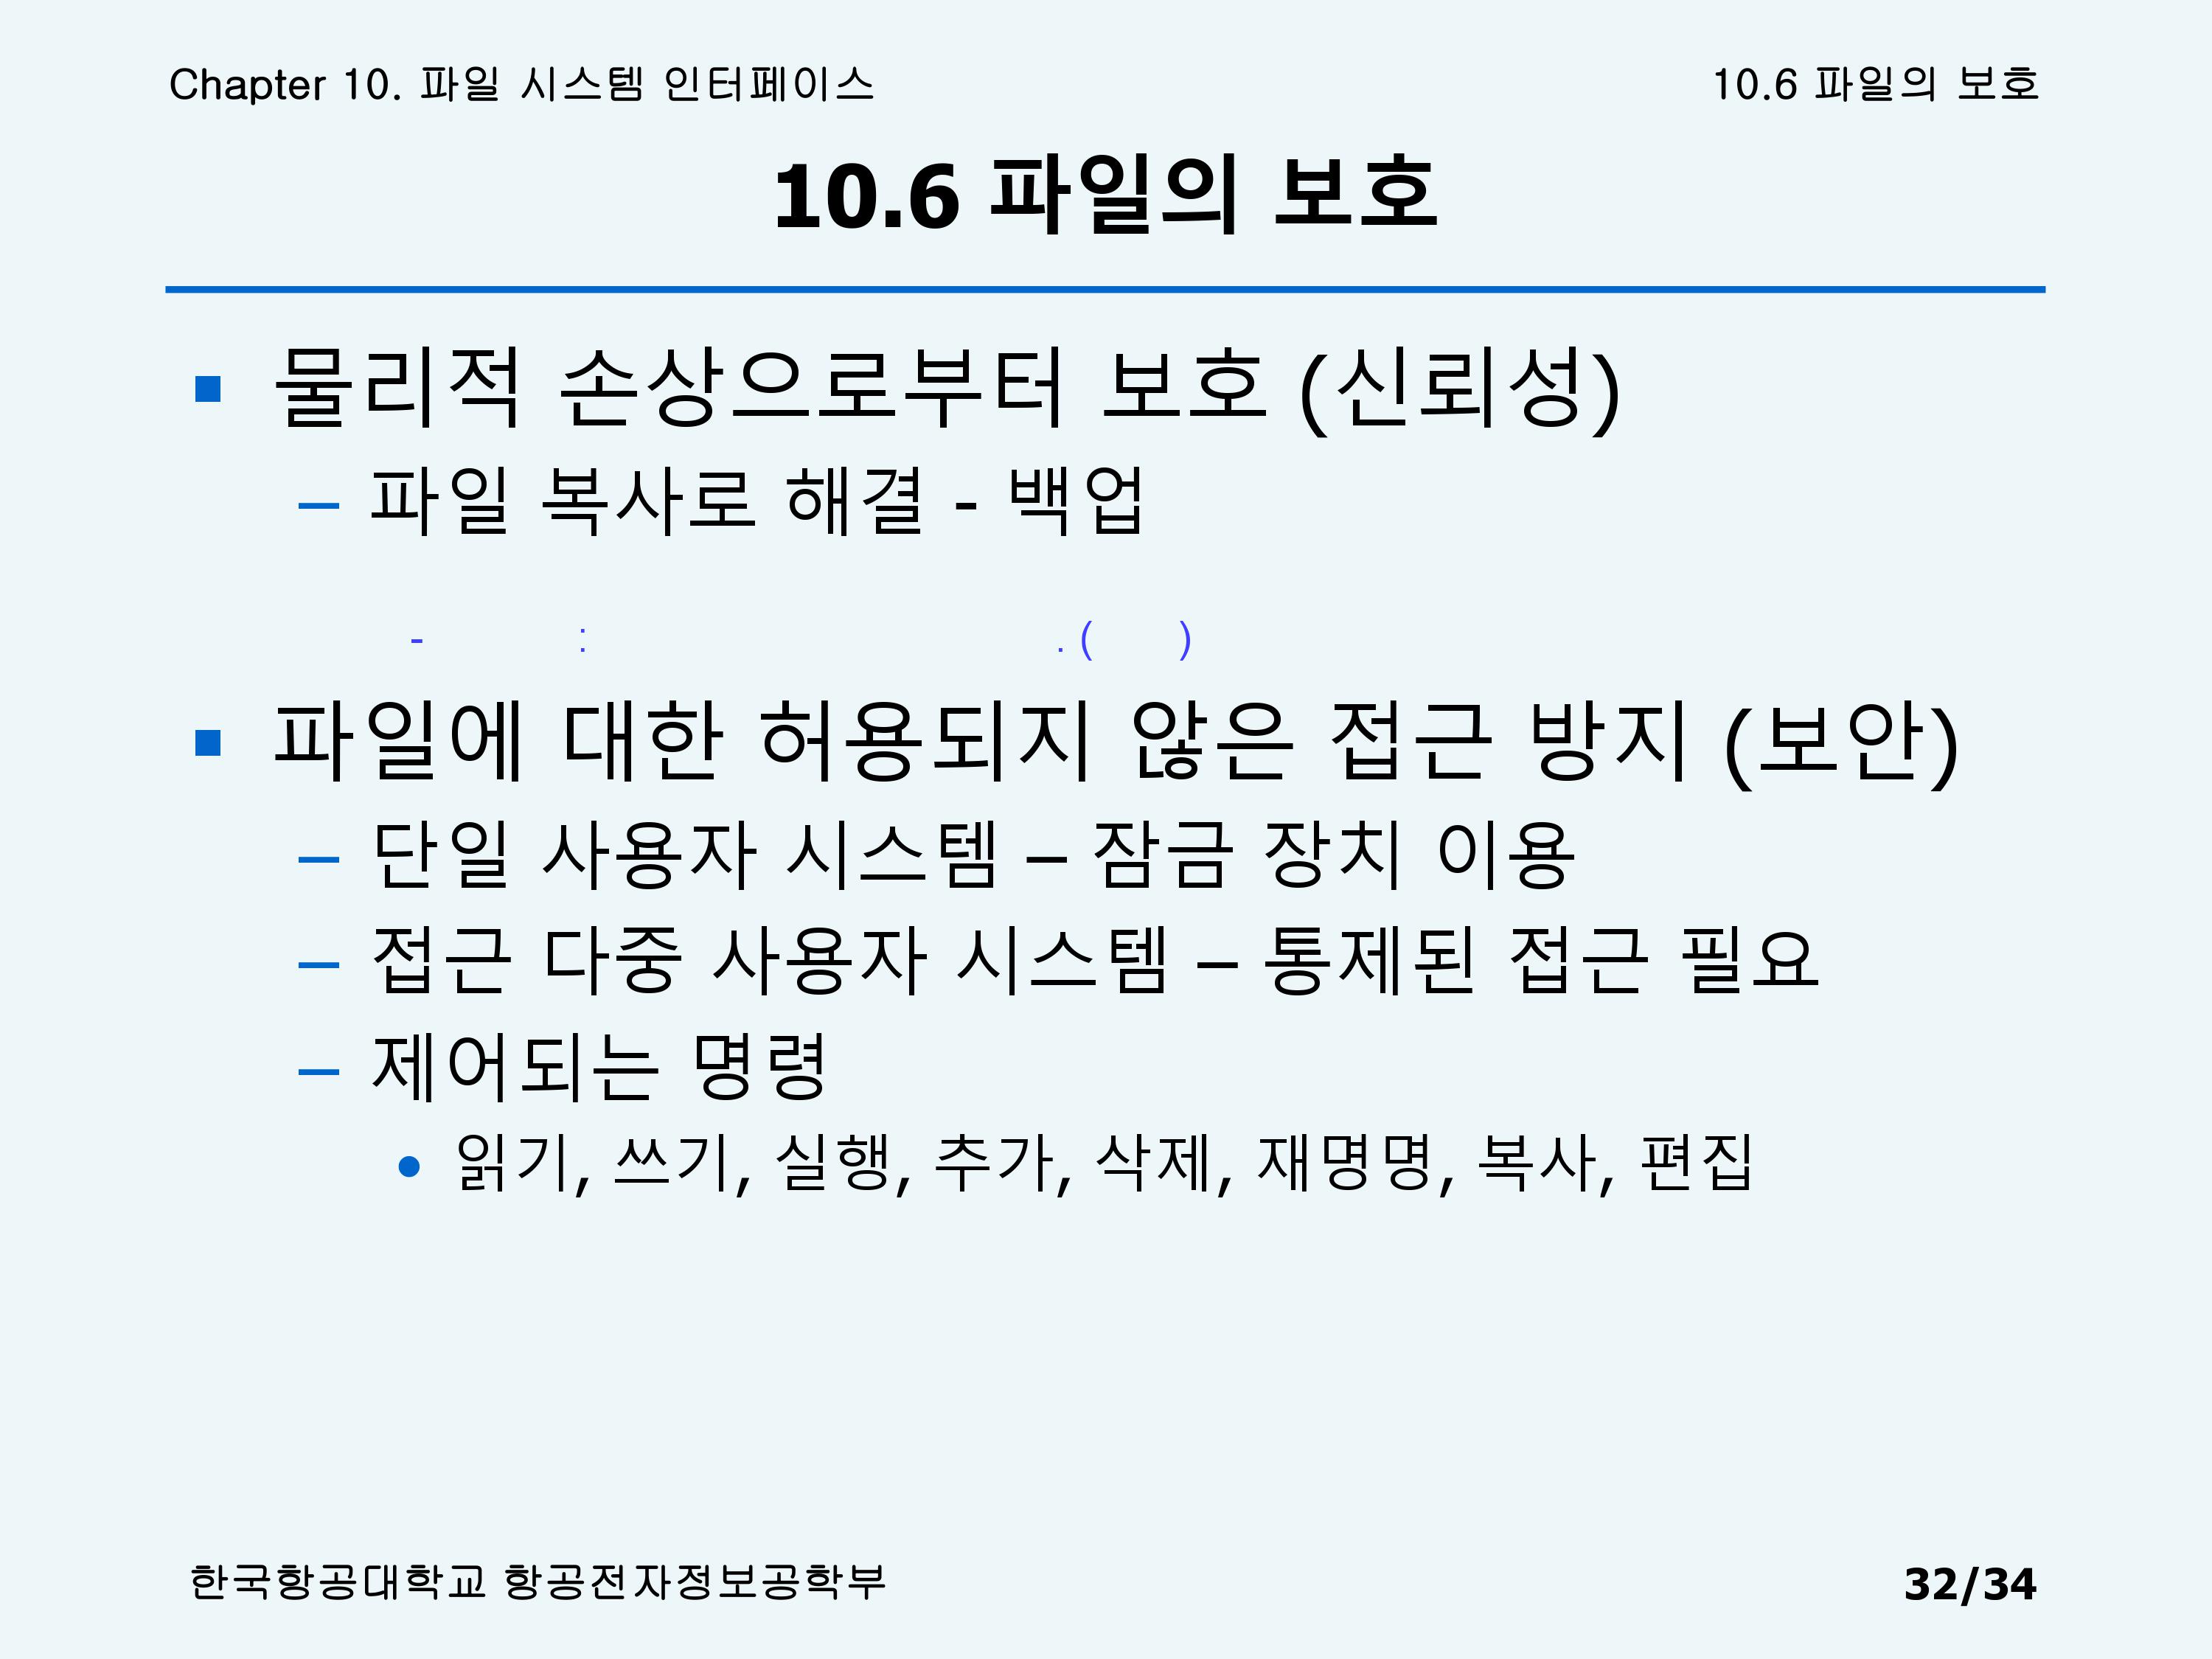 Chapter 10. 파일 시스템 인터페이스
10.6 파일의 보호
10.6 파일의 보호
▪ 물리적 손상으로부터 보호 (신뢰성)
– 파일 복사로 해결 - 백업
- : . ( )
▪ 파일에 대한 허용되지 않은 접근 방지 (보안)
– 단일 사용자 시스템 – 잠금 장치 이용
– 접근 다중 사용자 시스템 – 통제된 접근 필요
– 제어되는 명령
• 읽기, 쓰기, 실행, 추가, 삭제, 재명명, 복사, 편집
한국항공대학교 항공전자정보공학부
32/34